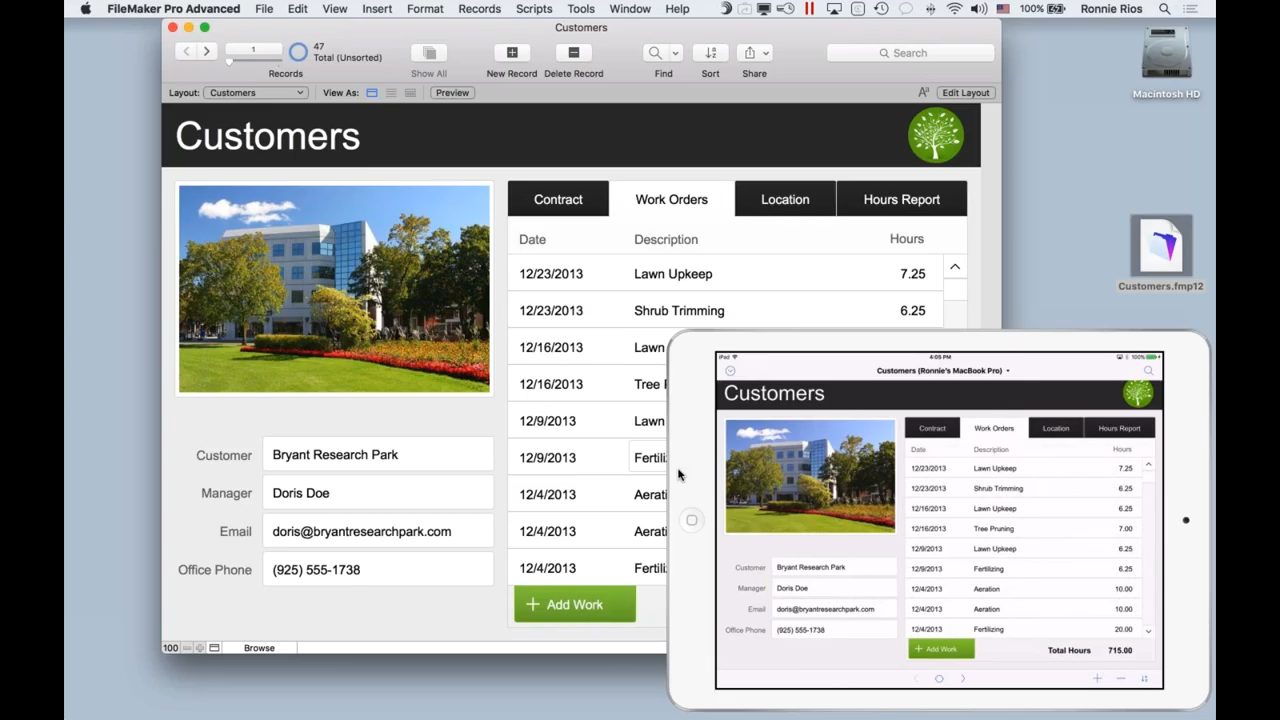 FileMaker Pro Advanced File Edit View Insert Format Records Scripts Tools Window Help 100% Ronnie Rios
Customers
1
47
Total (Unsorted)
Records Show All New Record Delete Record Find Sort Share
Search
Layout: Customers View As: Preview Aa Edit Layout
Macintosh HD
Customers.fmp12
Customers
Contract Work Orders Location Hours Report
Date Description Hours
12/23/2013 Lawn Upkeep 7.25
12/23/2013 Shrub Trimming 6.25
12/16/2013 Lawn
12/16/2013 Tree
12/9/2013 Lawn
12/9/2013 Fertili
12/4/2013 Aerati
12/4/2013 Aerati
12/4/2013 Fertili
+ Add Work
Customer Bryant Research Park
Manager Doris Doe
Email doris@bryantresearchpark.com
Office Phone (925) 555-1738
100 Browse
iPad 4:05 PM 100%
Customers (Ronnie's MacBook Pro)
Customers
Contract Work Orders Location Hours Report
Date Description Hours
12/23/2013 Lawn Upkeep 7.25
12/23/2013 Shrub Trimming 6.25
12/16/2013 Lawn Upkeep 6.25
12/16/2013 Tree Pruning 7.00
12/9/2013 Lawn Upkeep 6.25
12/9/2013 Fertilizing 6.25
12/4/2013 Aeration 10.00
12/4/2013 Aeration 10.00
12/4/2013 Fertilizing 20.00
+ Add Work Total Hours 715.00
Customer Bryant Research Park
Manager Doris Doe
Email doris@bryantresearchpark.com
Office Phone (925) 555-1738